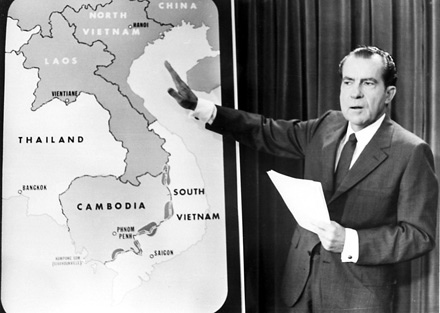 CHINA
NORTH
VIETNAM
HANOI
LAOS
VIENTIANE
THAILAND
BANGKOK
CAMBODIA
SOUTH
VIETNAM
PHNOM
PENH
SAIGON